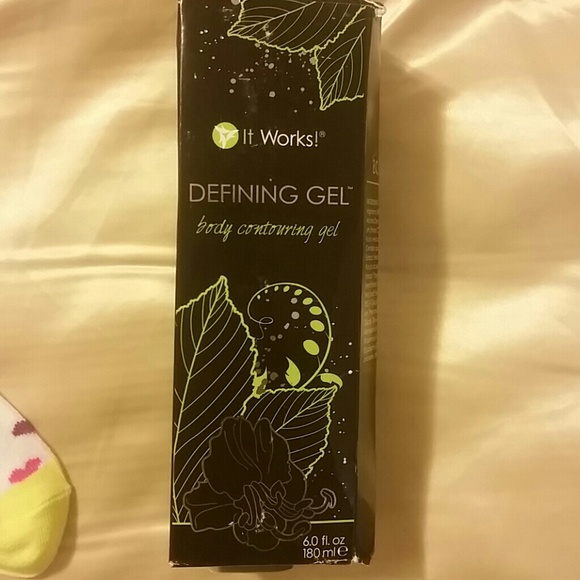 It Works!®
DEFINING GEL™
body contouring gel
6.0 fl. oz
180 ml ℮